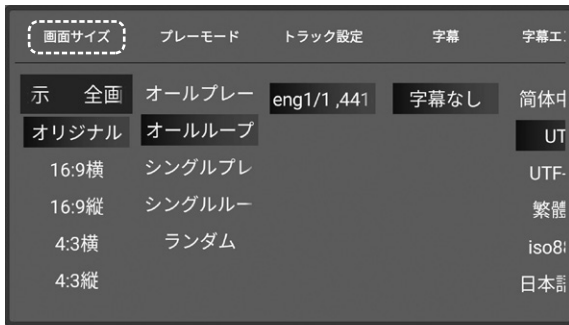 画面サイズ プレーモード トラック設定 字幕 字幕エ
示 全画 オールプレー eng1/1 ,441 字幕なし 简体中
オリジナル オールループ UT
16:9横 シングルプレ UTF-
16:9縦 シングルルー 繁體
4:3横 ランダム iso88
4:3縦 日本語